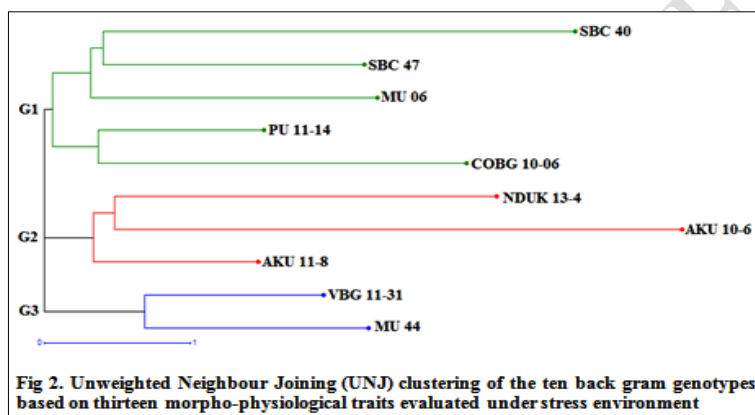 SBC 40
SBC 47
G1
MU 06
PU 11-14
COBG 10-06
NDUK 13-4
AKU 10-6
G2
AKU 11-8
VBG 11-31
G3
MU 44
0 1
Fig 2. Unweighted Neighbour Joining (UNJ) clustering of the ten back gram genotypes
based on thirteen morpho-physiological traits evaluated under stress environment